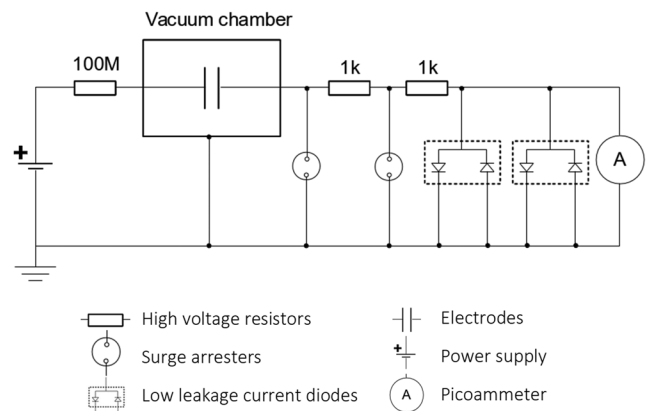 Vacuum chamber
100M
1k
1k
+
A
High voltage resistors
Electrodes
Surge arresters
+
Power supply
Low leakage current diodes
A
Picoammeter